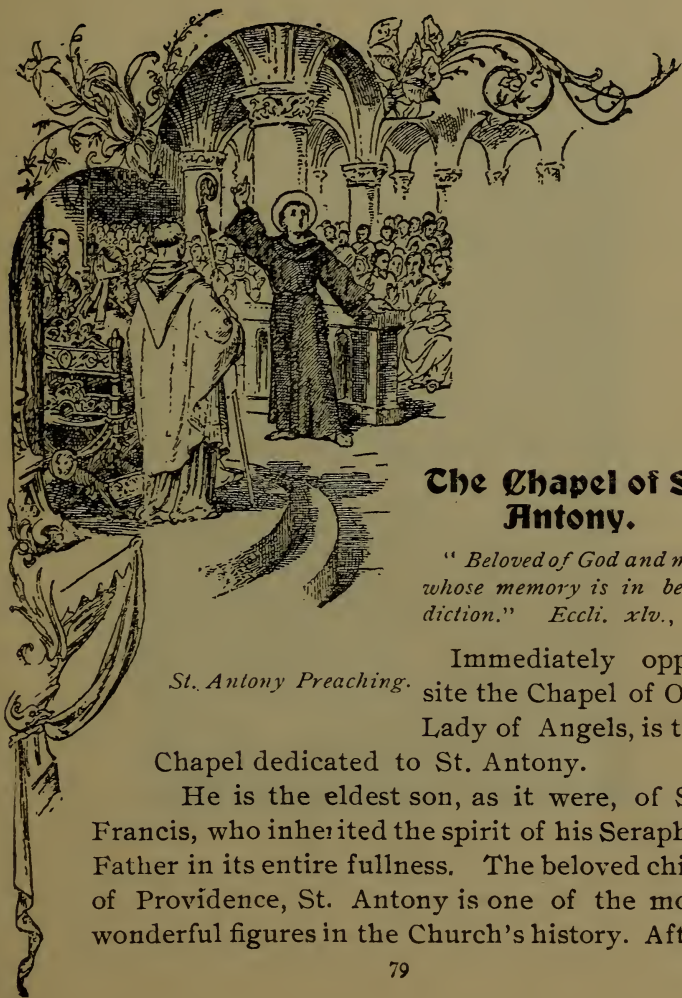 The Chapel of S
Antony.
" Beloved of God and m
whose memory is in be
diction." Eccli. xlv.,
St. Antony Preaching.
Immediately opp
site the Chapel of O
Lady of Angels, is t
Chapel dedicated to St. Antony.
He is the eldest son, as it were, of S
Francis, who inherited the spirit of his Seraph
Father in its entire fullness. The beloved chi
of Providence, St. Antony is one of the mo
wonderful figures in the Church's history. Aft
79